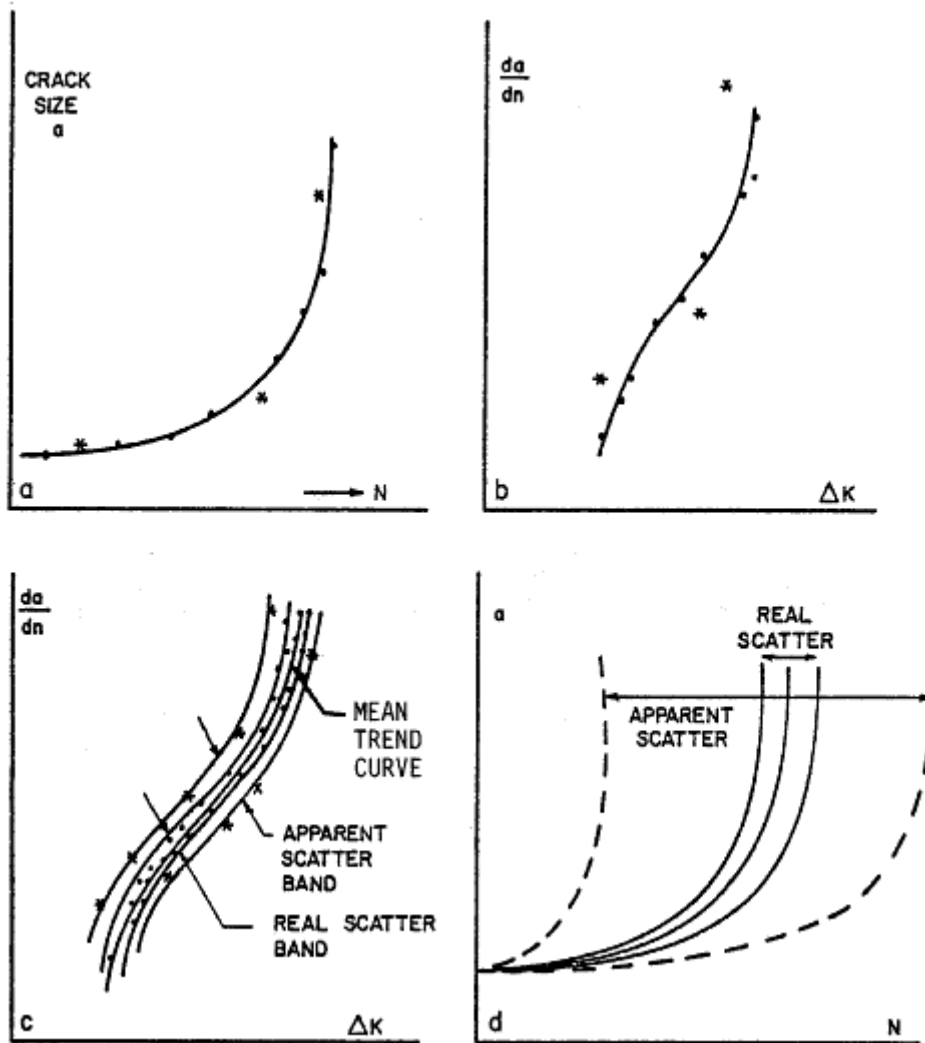 CRACK
SIZE
a
N
a
da
dn
b
ΔK
da
dn
MEAN
TREND
CURVE
APPARENT
SCATTER
BAND
REAL SCATTER
BAND
c
ΔK
a
REAL
SCATTER
APPARENT
SCATTER
d
N